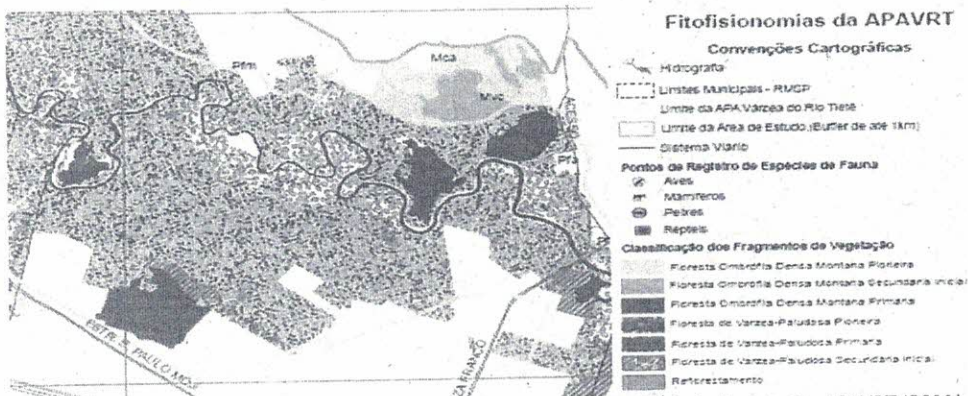 Fitofisionomias da APAVRT
Convenções Cartográficas
Hidrografia
Limites Municipais - RMSP
Limite da APA Várzea do Rio Tietê
Limite da Área de Estudo (Buffer de até 1km)
Sistema Viário
Pontos de Registro de Espécies de Fauna
Aves
Mamíferos
Peixes
Répteis
Classificação dos Fragmentos de Vegetação
Floresta Ombrófila Densa Montana Pioneira
Floresta Ombrófila Densa Montana Secundária Inicial
Floresta Ombrófila Densa Montana Primária
Floresta de Várzea-Paludosa Pioneira
Floresta de Várzea-Paludosa Primária
Floresta de Várzea-Paludosa Secundária Inicial
Reflorestamento
Pfm
Mca
Mvc
ESTR. S. PAULO MOJI